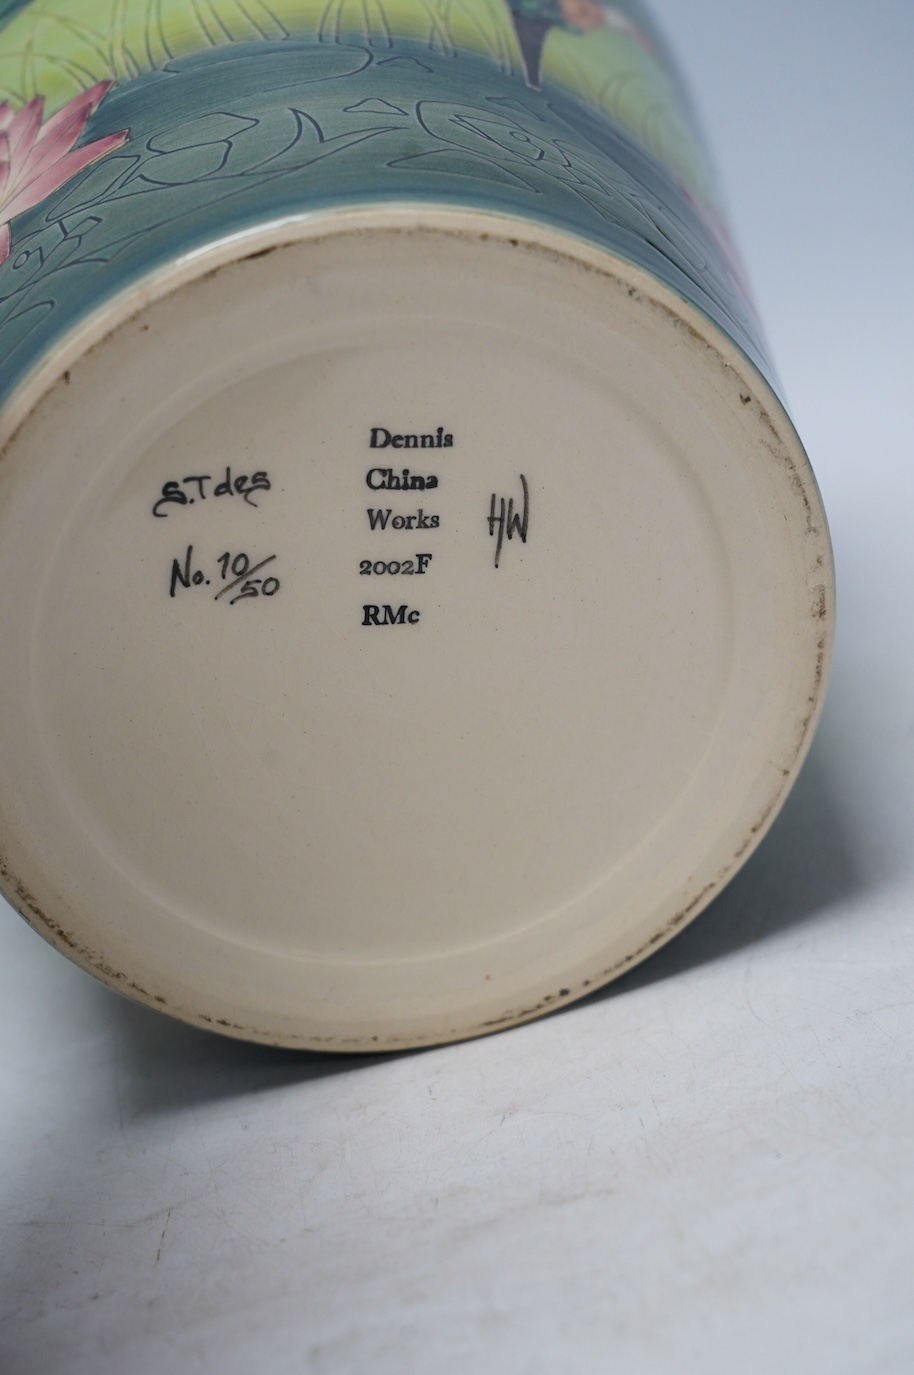 S.T des
No. 10/50
Dennis
China
Works
2002F
RMc
HW